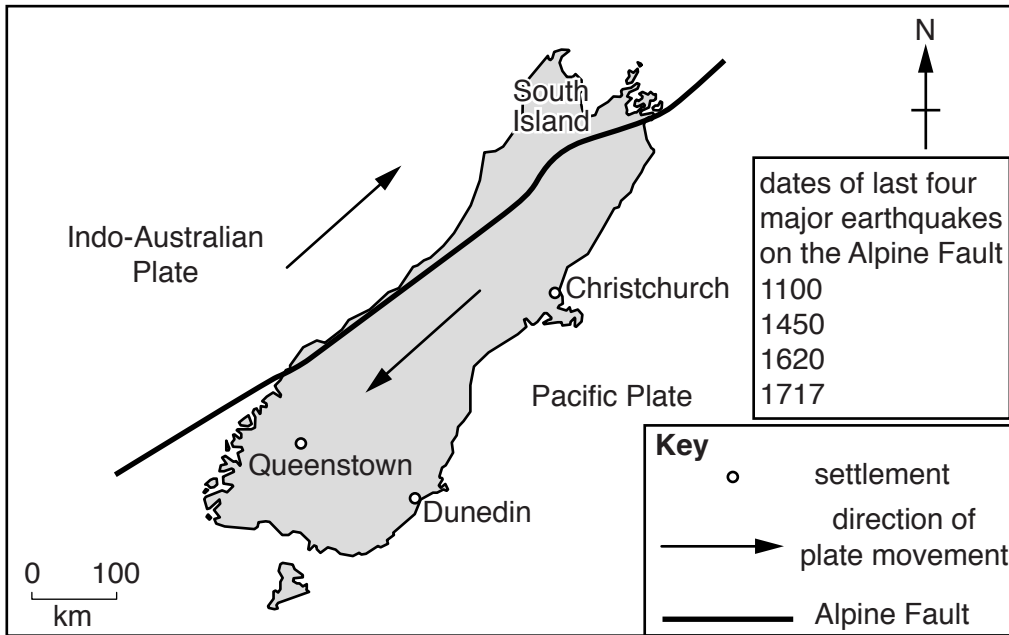 N
South
Island
dates of last four
major earthquakes
on the Alpine Fault
1100
1450
1620
1717
Indo-Australian
Plate
Christchurch
Pacific Plate
Queenstown
Dunedin
0 100
km
Key
settlement
direction of
plate movement
Alpine Fault